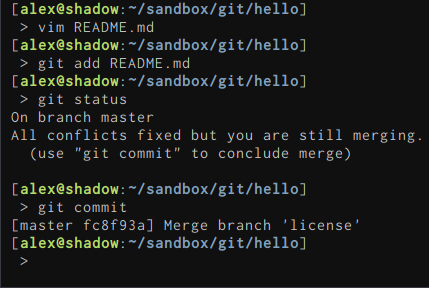 [alex@shadow:~/sandbox/git/hello]
> vim README.md
[alex@shadow:~/sandbox/git/hello]
> git add README.md
[alex@shadow:~/sandbox/git/hello]
> git status
On branch master
All conflicts fixed but you are still merging.
(use "git commit" to conclude merge)
[alex@shadow:~/sandbox/git/hello]
> git commit
[master fc8f93a] Merge branch 'license'
[alex@shadow:~/sandbox/git/hello]
>